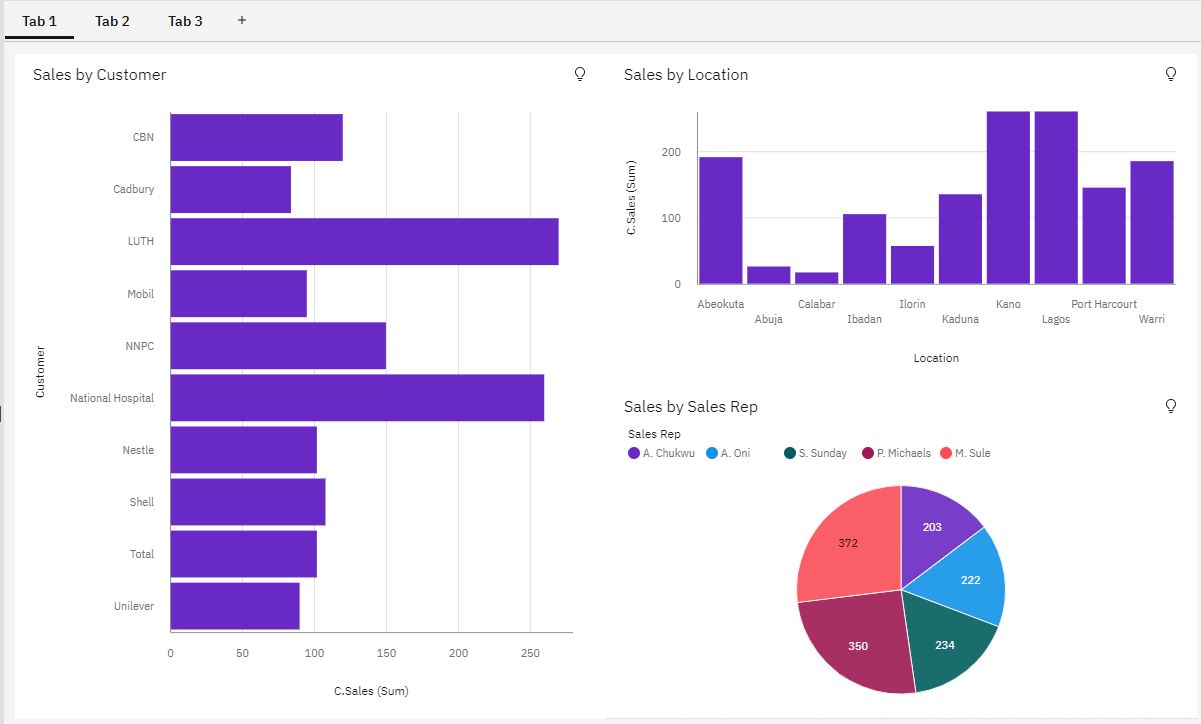 Tab 1 Tab 2 Tab 3 +
Sales by Customer
CBN
Cadbury
LUTH
Mobil
NNPC
National Hospital
Nestle
Shell
Total
Unilever
Customer
0 50 100 150 200 250
C.Sales (Sum)
Sales by Location
C.Sales (Sum)
200
100
0
Abeokuta Calabar Ilorin Kano Port Harcourt
Abuja Ibadan Kaduna Lagos Warri
Location
Sales by Sales Rep
Sales Rep
A. Chukwu A. Oni S. Sunday P. Michaels M. Sule
203
372
222
234
350